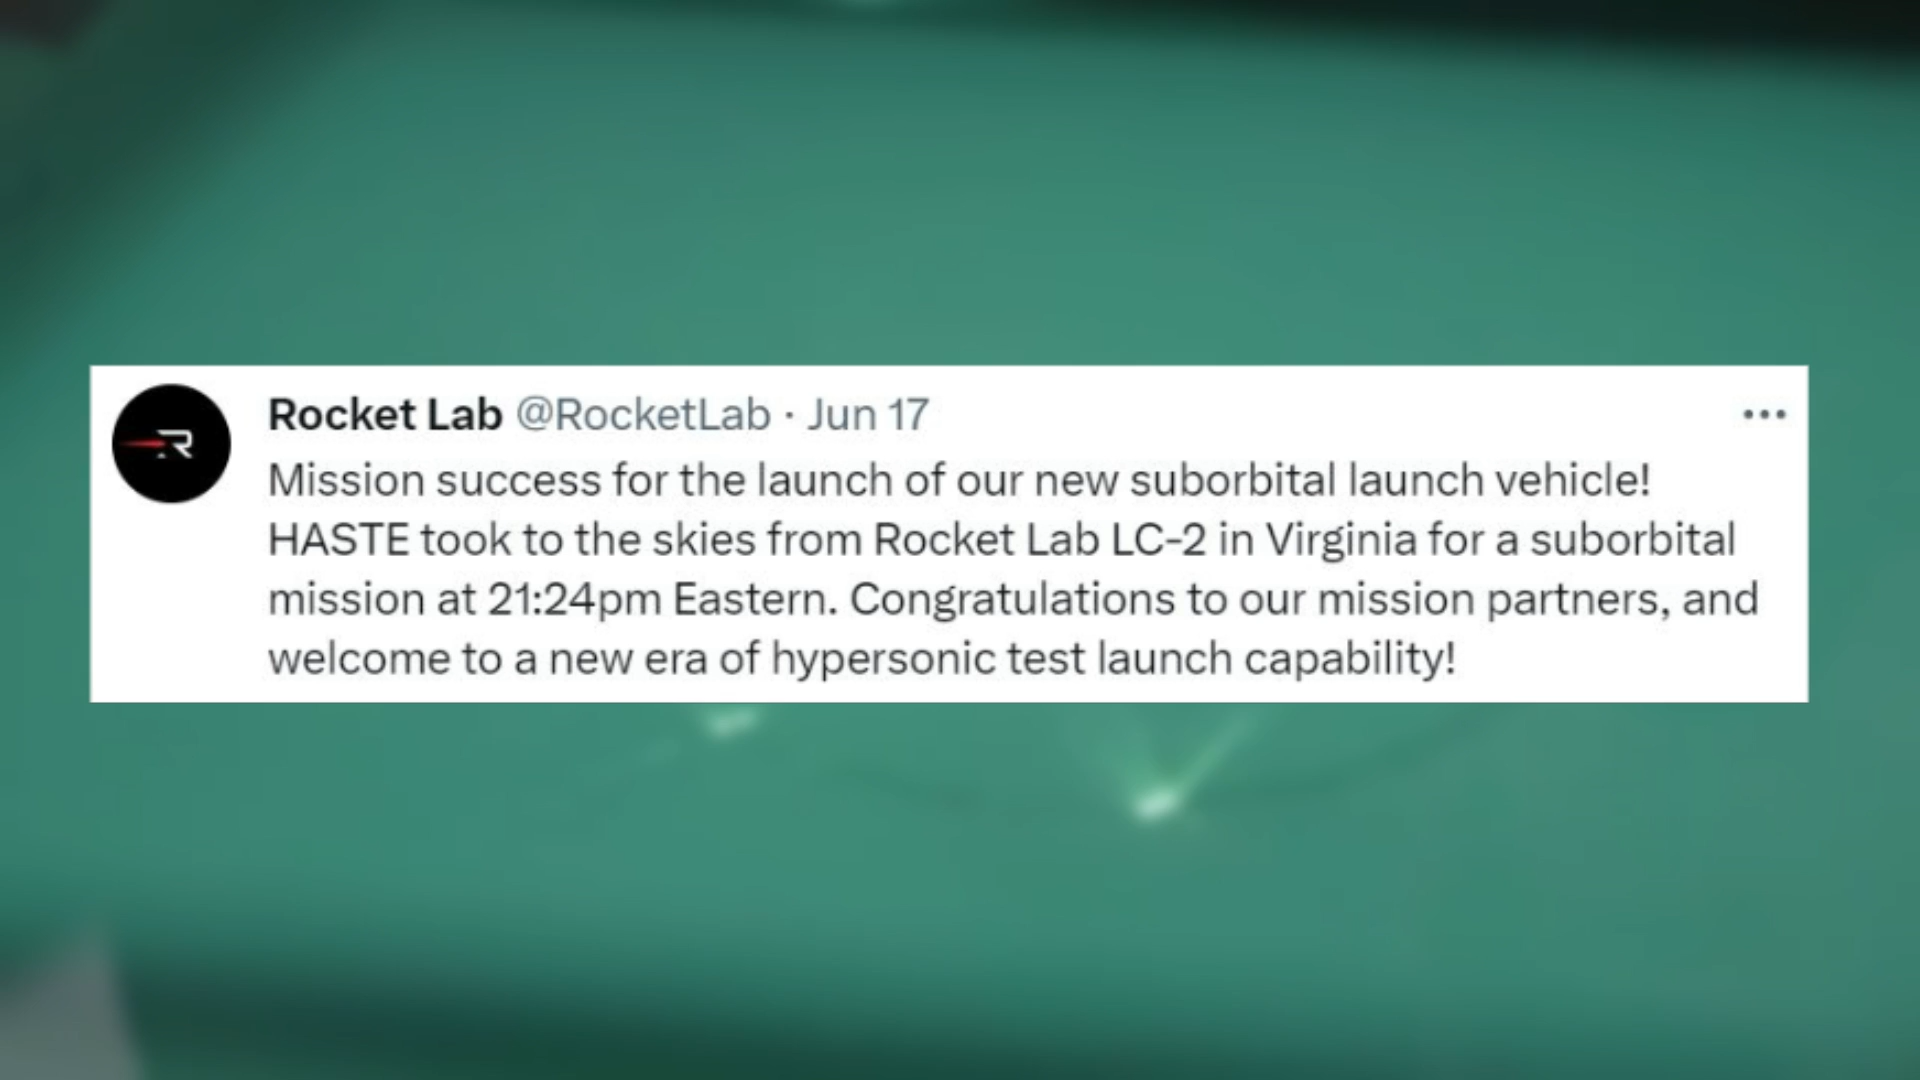 Rocket Lab @RocketLab · Jun 17
Mission success for the launch of our new suborbital launch vehicle!
HASTE took to the skies from Rocket Lab LC-2 in Virginia for a suborbital
mission at 21:24pm Eastern. Congratulations to our mission partners, and
welcome to a new era of hypersonic test launch capability!